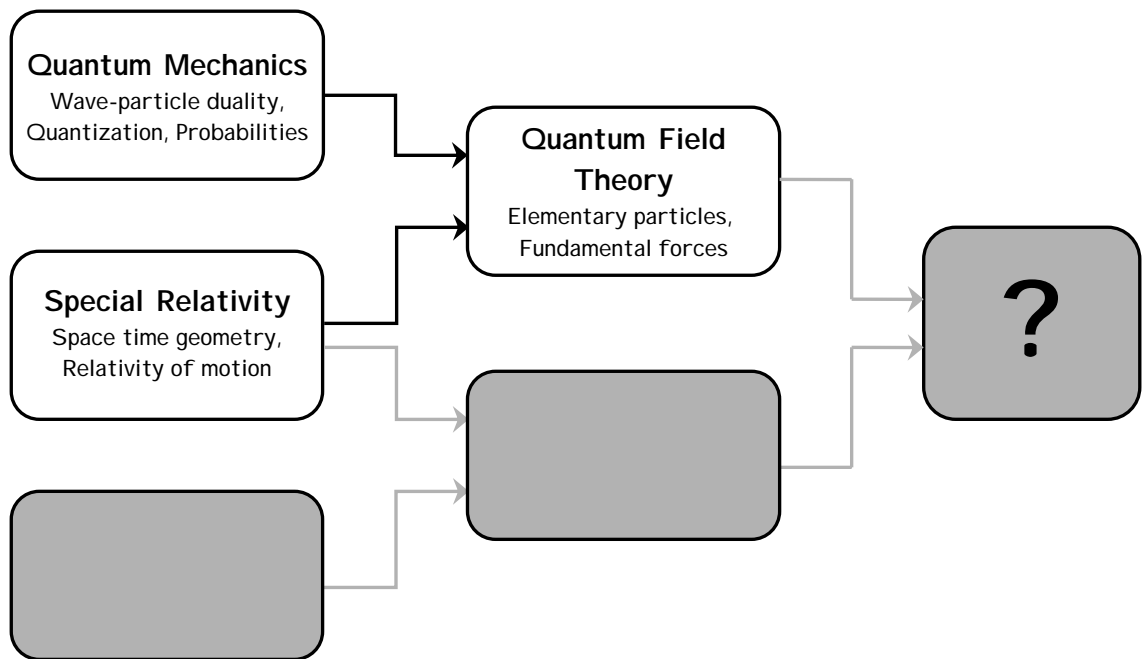 Quantum Mechanics
Wave-particle duality,
Quantization, Probabilities
Quantum Field
Theory
Elementary particles,
Fundamental forces
Special Relativity
Space time geometry,
Relativity of motion
?